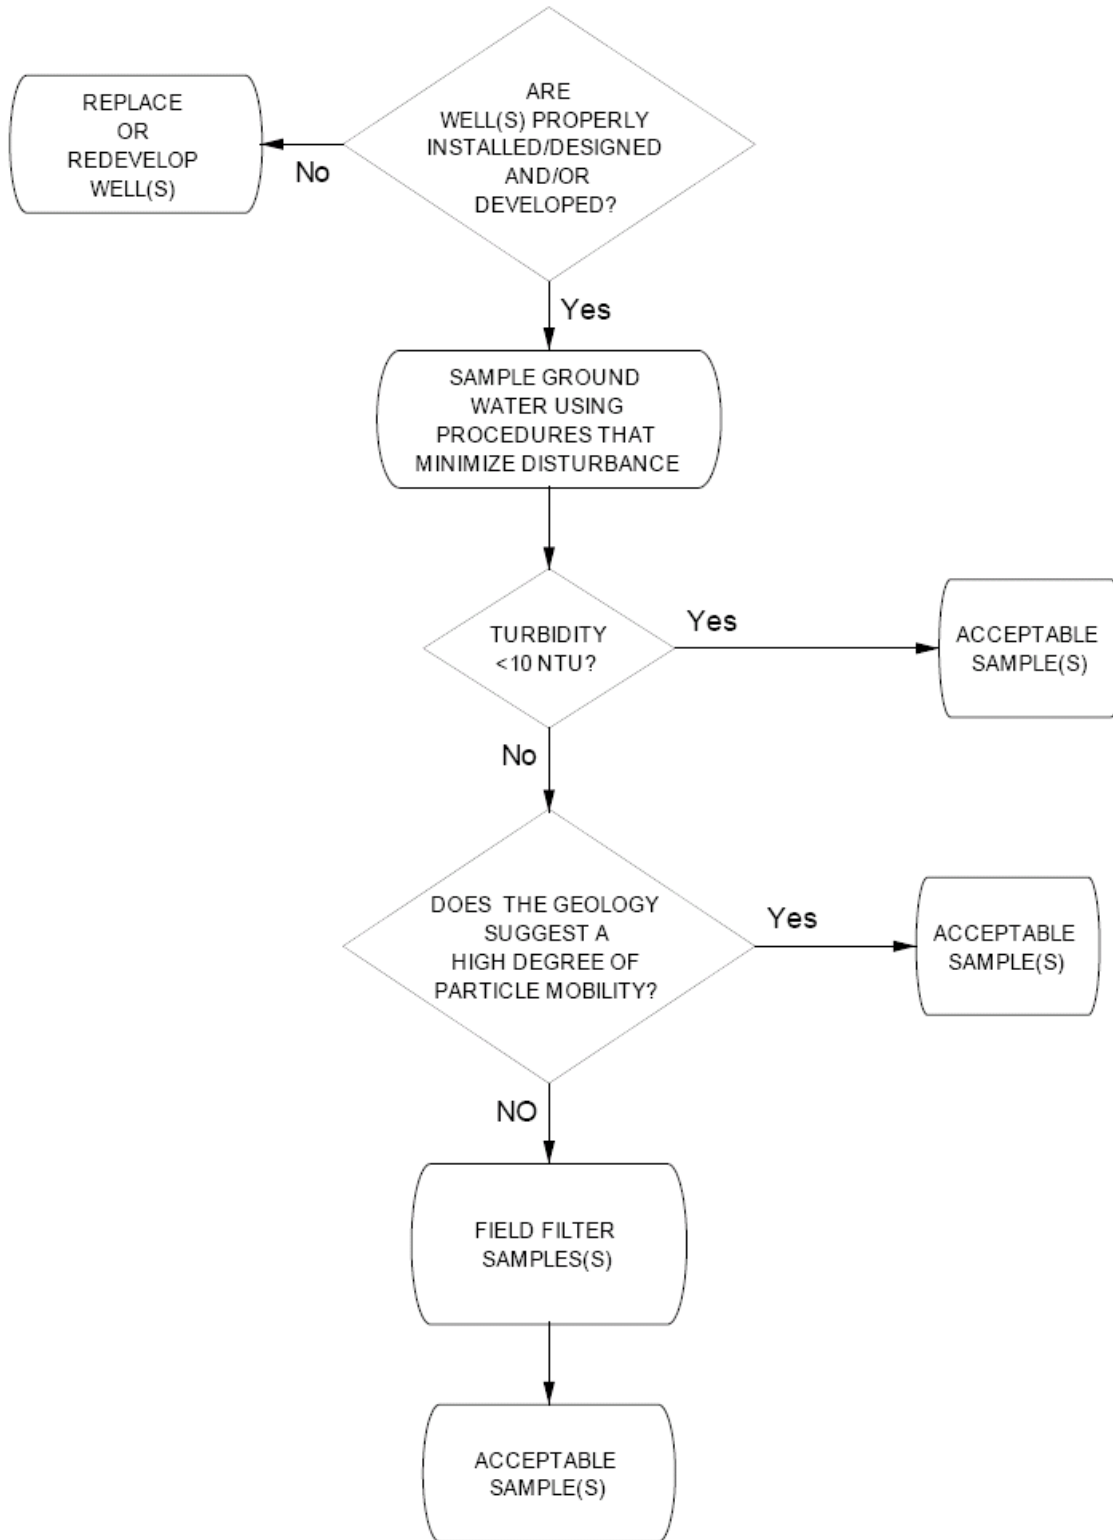 ARE
WELL(S) PROPERLY
INSTALLED/DESIGNED
AND/OR
DEVELOPED?
No
REPLACE
OR
REDEVELOP
WELL(S)
Yes
SAMPLE GROUND
WATER USING
PROCEDURES THAT
MINIMIZE DISTURBANCE
TURBIDITY
<10 NTU?
Yes
ACCEPTABLE
SAMPLE(S)
No
DOES THE GEOLOGY
SUGGEST A
HIGH DEGREE OF
PARTICLE MOBILITY?
Yes
ACCEPTABLE
SAMPLE(S)
NO
FIELD FILTER
SAMPLES(S)
ACCEPTABLE
SAMPLE(S)